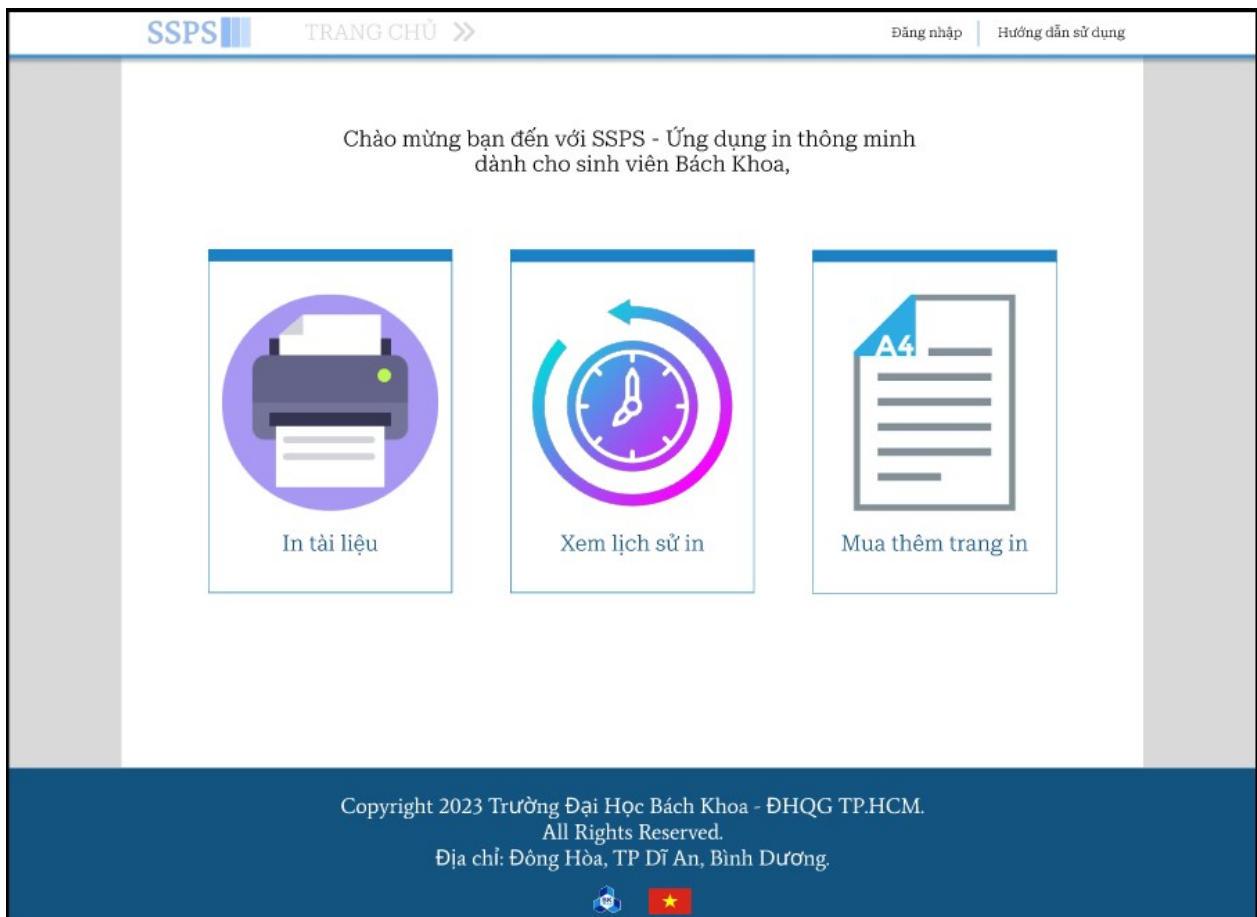 SSPS
TRANG CHỦ
Đăng nhập
Hướng dẫn sử dụng
Chào mừng bạn đến với SSPS - Ứng dụng in thông minh
dành cho sinh viên Bách Khoa,
A4
In tài liệu
Xem lịch sử in
Mua thêm trang in
Copyright 2023 Trường Đại Học Bách Khoa - ĐHQG TP.HCM.
All Rights Reserved.
Địa chỉ: Đông Hòa, TP Dĩ An, Bình Dương.
BK